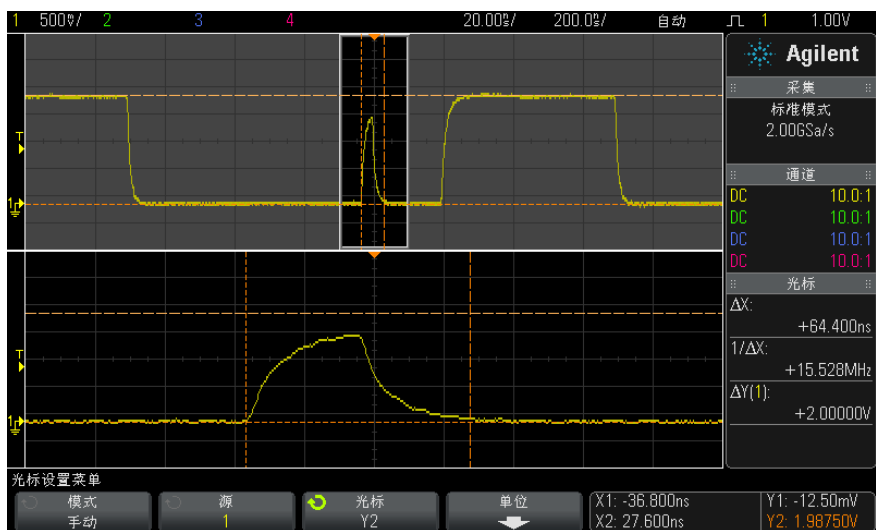 1 500♈/ 2 3 4 20.00♉/ 200.0♉/ 自动 1 1.00V
Agilent
采集
标准模式
2.00GSa/s
通道
DC 10.0:1
DC 10.0:1
DC 10.0:1
DC 10.0:1
光标
ΔX:
+64.400ns
1/ΔX:
+15.528MHz
ΔY(1):
+2.00000V
T
1
T
1
光标设置菜单
模式
手动
源
1
光标
Y2
单位
X1: -36.800ns
X2: 27.600ns
Y1: -12.50mV
Y2: 1.98750V